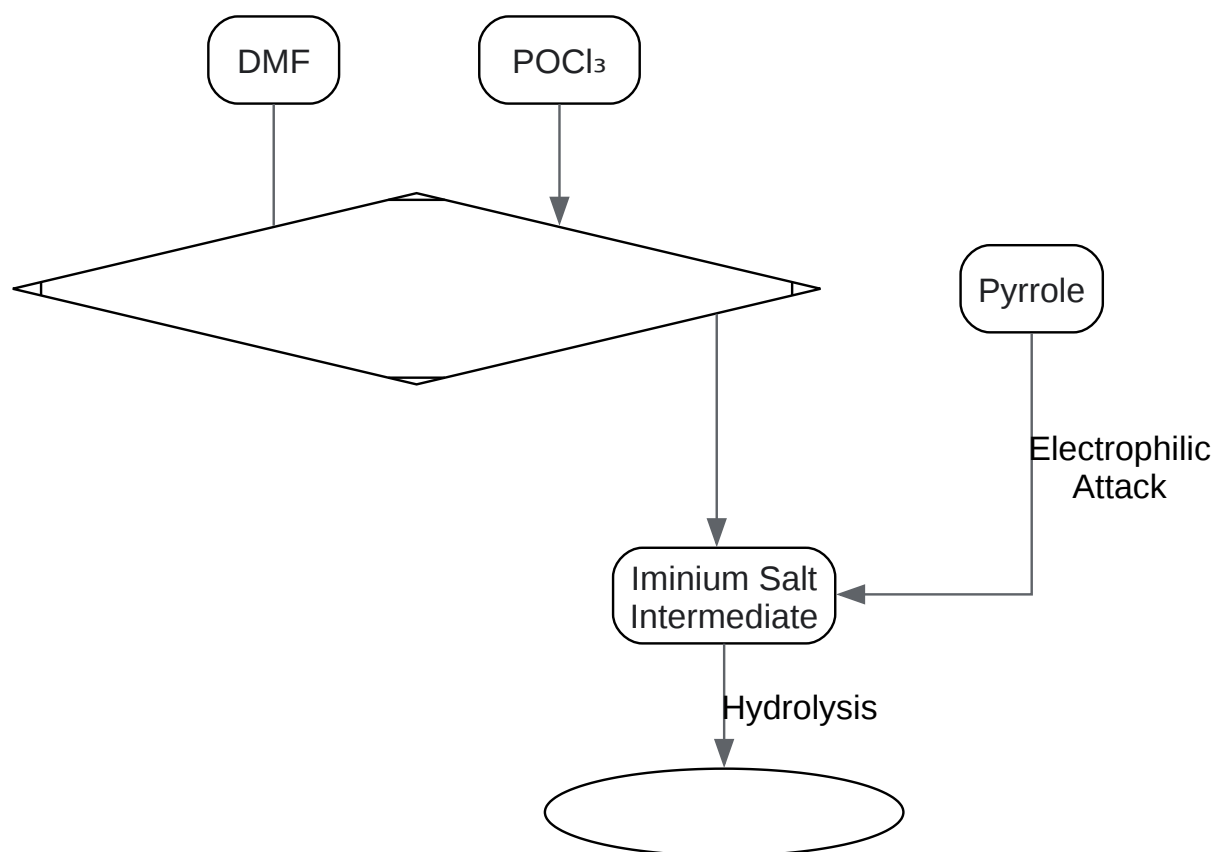 DMF
POCl₃
Pyrrole
Electrophilic
Attack
Iminium Salt
Intermediate
Hydrolysis